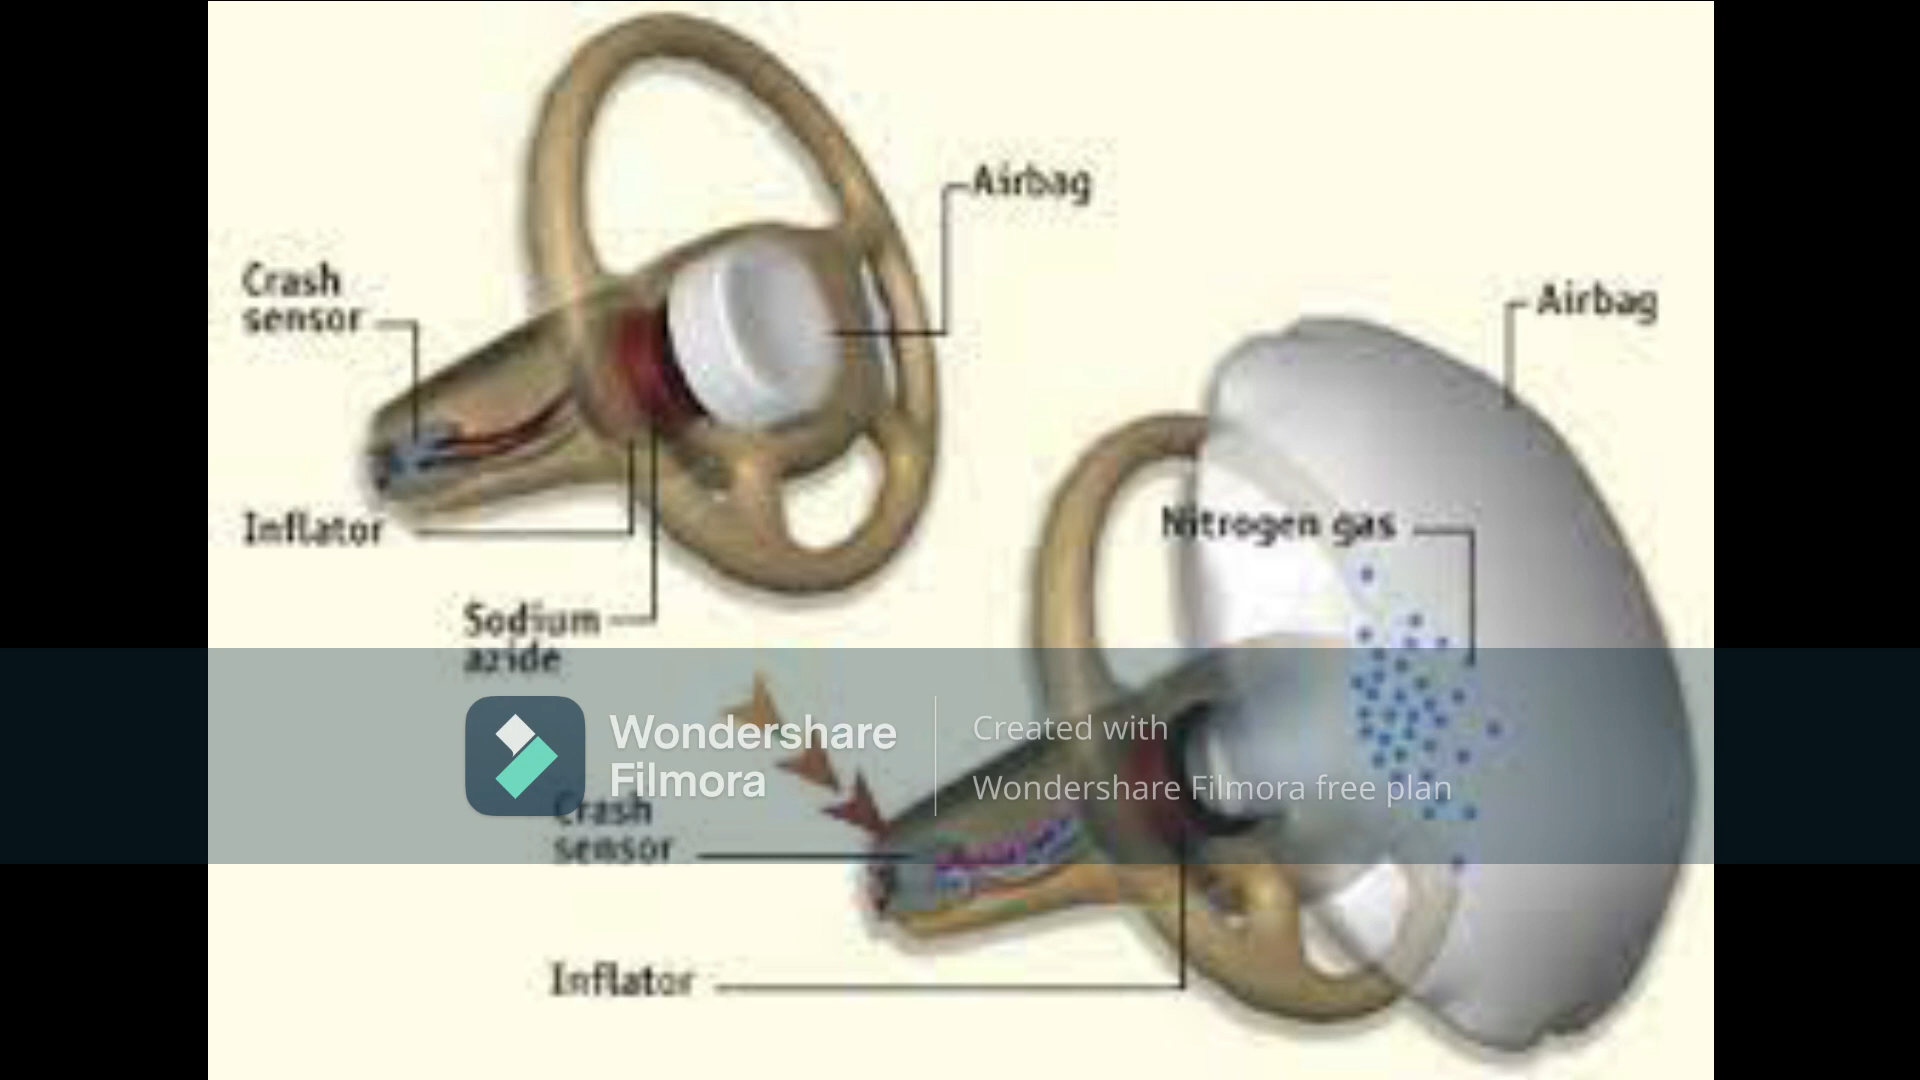 Airbag
Crash
sensor
Airbag
Inflator
Nitrogen gas
Sodium
azide
Wondershare
Filmora
Created with
Wondershare Filmora free plan
Crash
sensor
Inflator